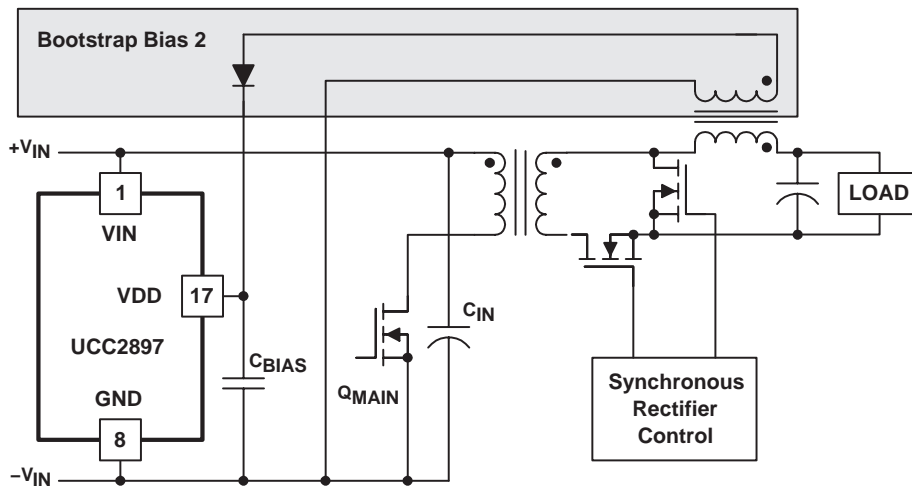 Bootstrap Bias 2
+VIN
1
VIN
VDD
17
UCC2897
CBIAS
GND
8
−VIN
QMAIN
CIN
LOAD
Synchronous
Rectifier
Control